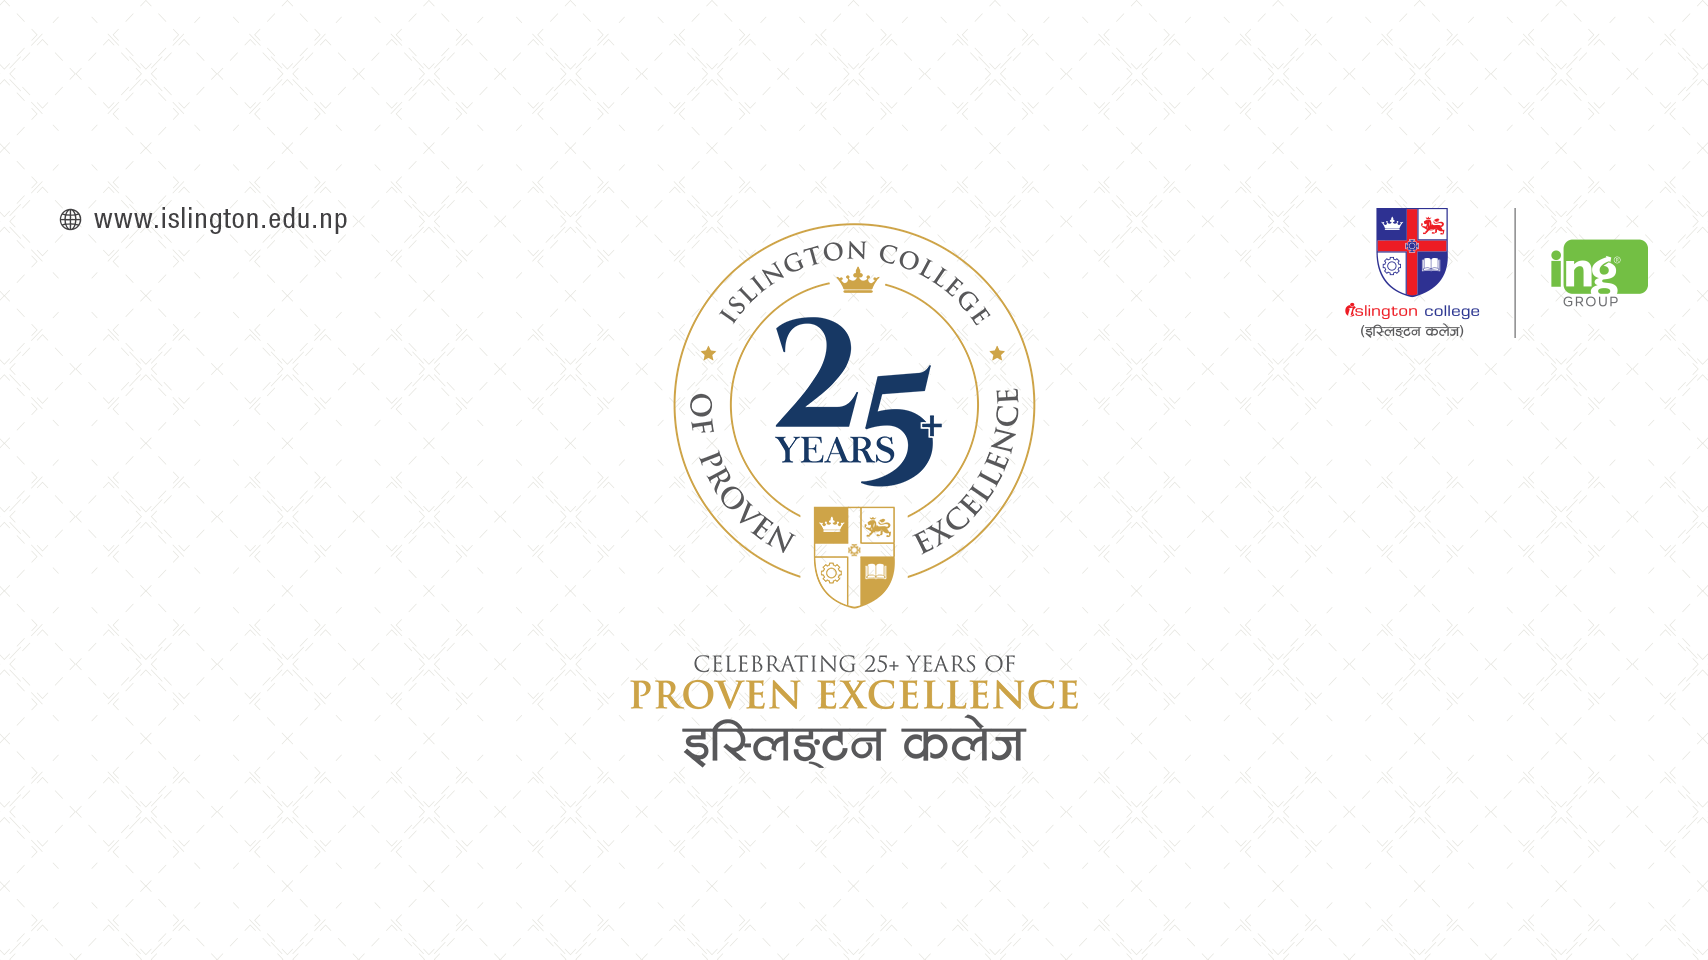 www.islington.edu.np
islington college
(इस्लिङ्टन कलेज)
ing®
GROUP
ISLINGTON COLLEGE
25+
YEARS
OF PROVEN EXCELLENCE
CELEBRATING 25+ YEARS OF
PROVEN EXCELLENCE
इस्लिङ्टन कलेज